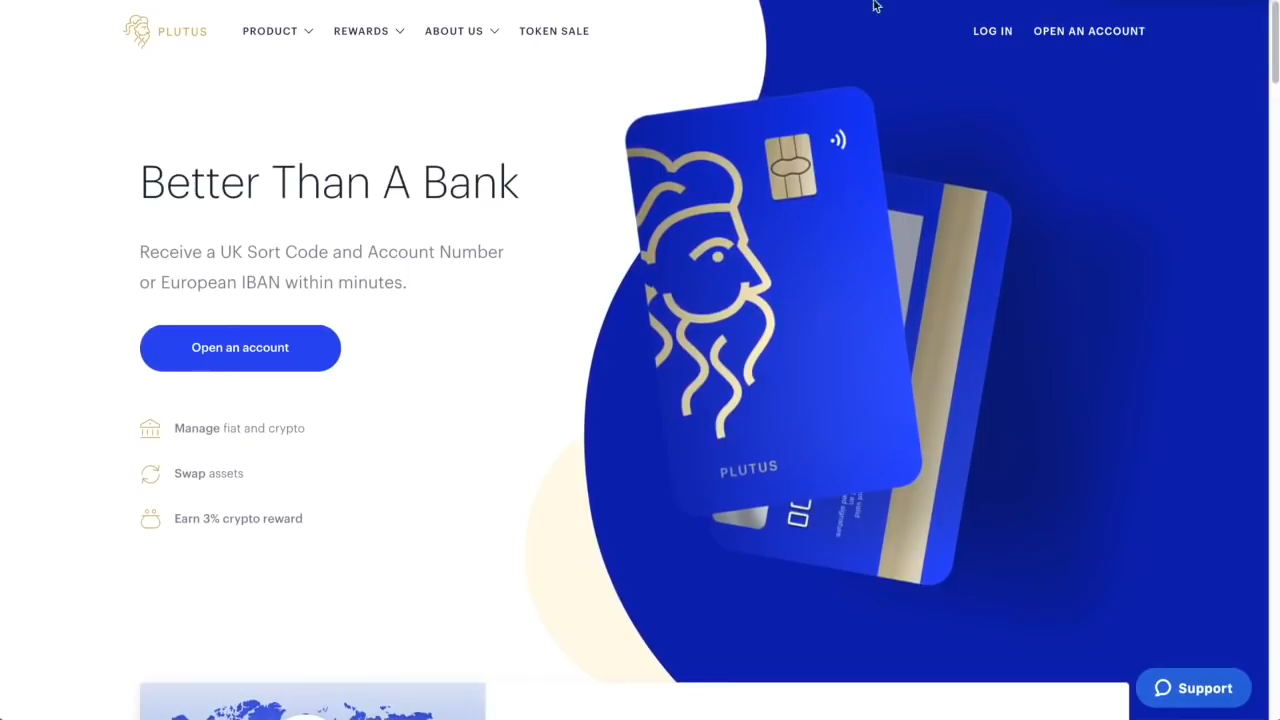 PLUTUS
PRODUCT
REWARDS
ABOUT US
TOKEN SALE
LOG IN
OPEN AN ACCOUNT
Better Than A Bank
Receive a UK Sort Code and Account Number
or European IBAN within minutes.
Open an account
Manage fiat and crypto
Swap assets
Earn 3% crypto reward
PLUTUS
Support